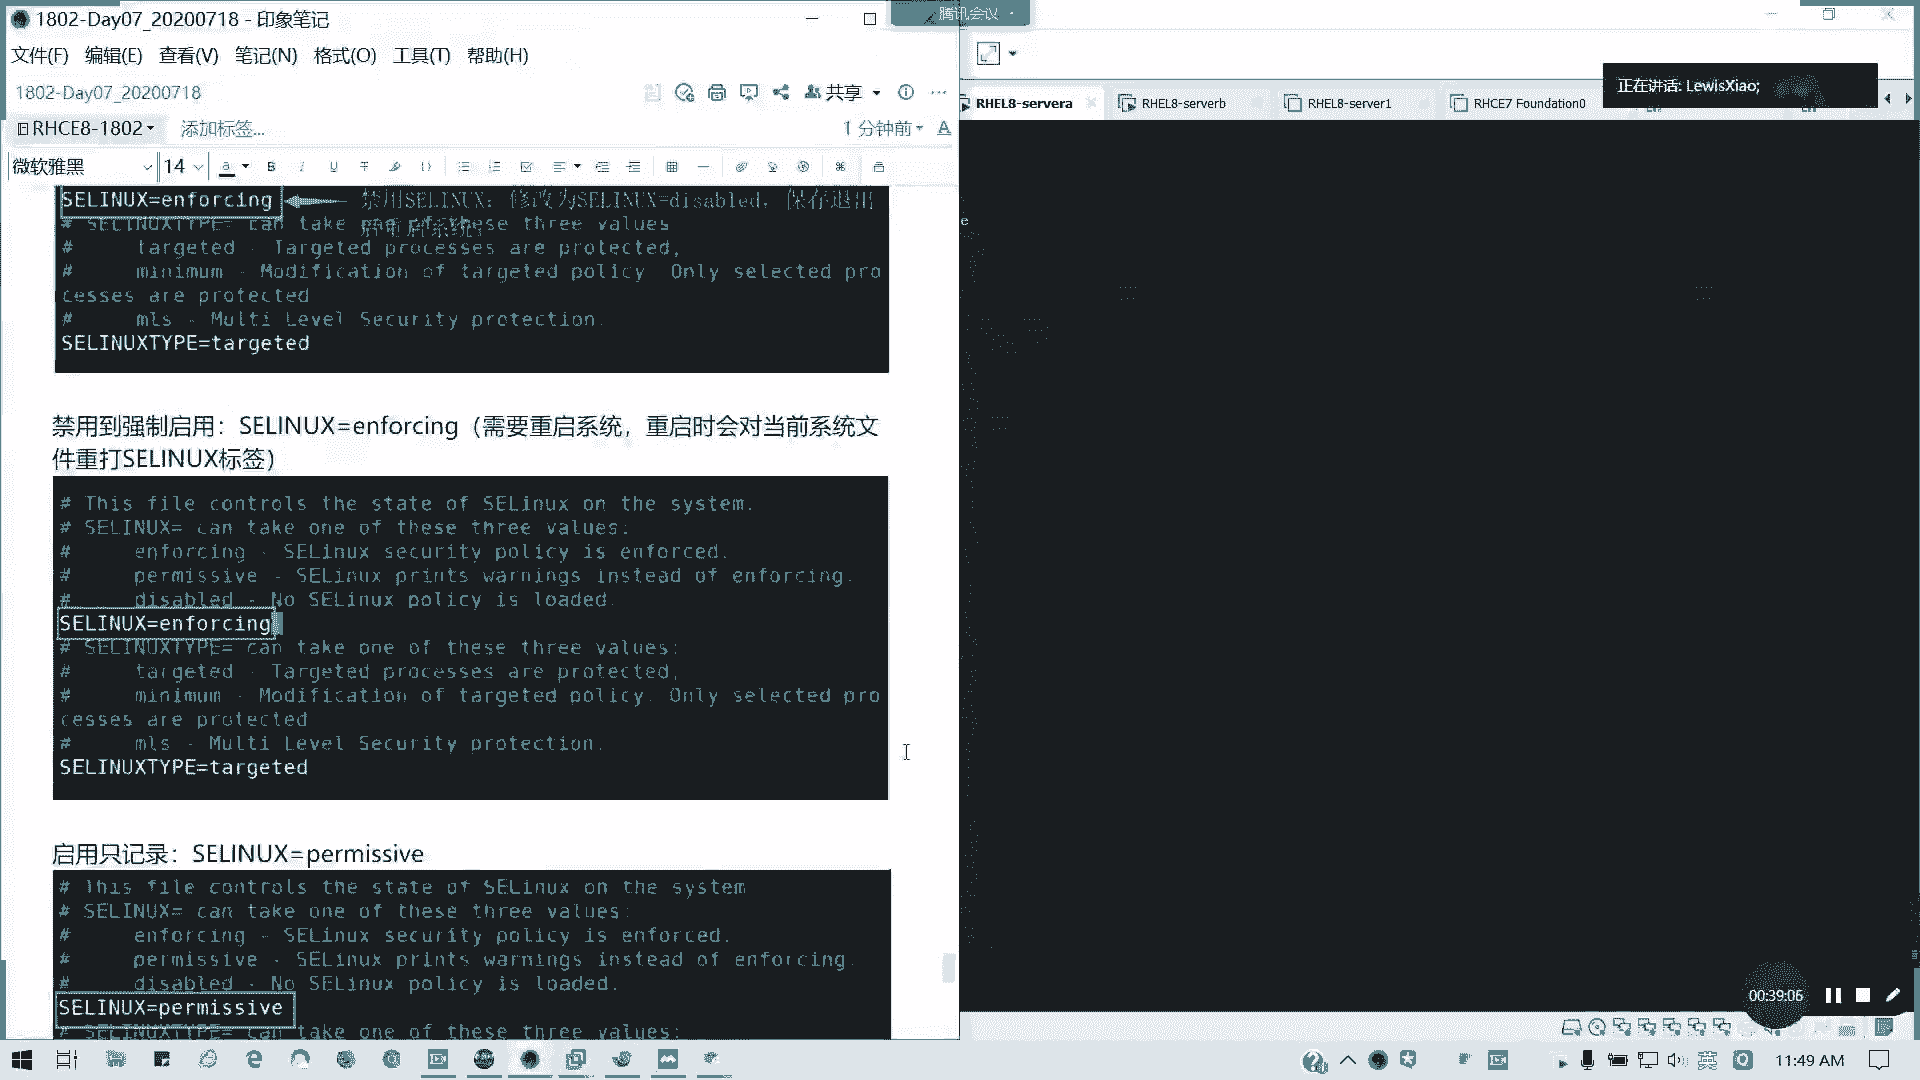 1802-Day07_20200718 - 印象笔记
腾讯会议
文件(F) 编辑(E) 查看(V) 笔记(N) 格式(O) 工具(T) 帮助(H)
1802-Day07_20200718
共享
正在讲话: LewisXiao;
RHEL8-servera
RHEL8-serverb
RHEL8-server1
RHCE7 Foundation0
RHCE8-1802
添加标签...
1 分钟前
微软雅黑
14
SELINUX=enforcing
禁用SELINUX: 修改为SELINUX=disabled, 保存退出
后重启系统;
# SELINUXTYPE= can take one of these three values
# targeted - Targeted processes are protected,
# minimum - Modification of targeted policy. Only selected pro
cesses are protected
# mls - Multi Level Security protection.
SELINUXTYPE=targeted
禁用到强制启用: SELINUX=enforcing（需要重启系统, 重启时会对当前系统文
件重打SELINUX标签）
# This file controls the state of SELinux on the system.
# SELINUX= can take one of these three values:
# enforcing - SELinux security policy is enforced.
# permissive - SELinux prints warnings instead of enforcing.
# disabled - No SELinux policy is loaded.
SELINUX=enforcing
# SELINUXTYPE= can take one of these three values:
# targeted - Targeted processes are protected,
# minimum - Modification of targeted policy. Only selected pro
cesses are protected
# mls - Multi Level Security protection.
SELINUXTYPE=targeted
启用只记录: SELINUX=permissive
# This file controls the state of SELinux on the system
# SELINUX= can take one of these three values:
# enforcing - SELinux security policy is enforced.
# permissive - SELinux prints warnings instead of enforcing.
# disabled - No SELinux policy is loaded.
SELINUX=permissive
# SELINUXTYPE= can take one of these three values:
00:39:06
英
11:49 AM